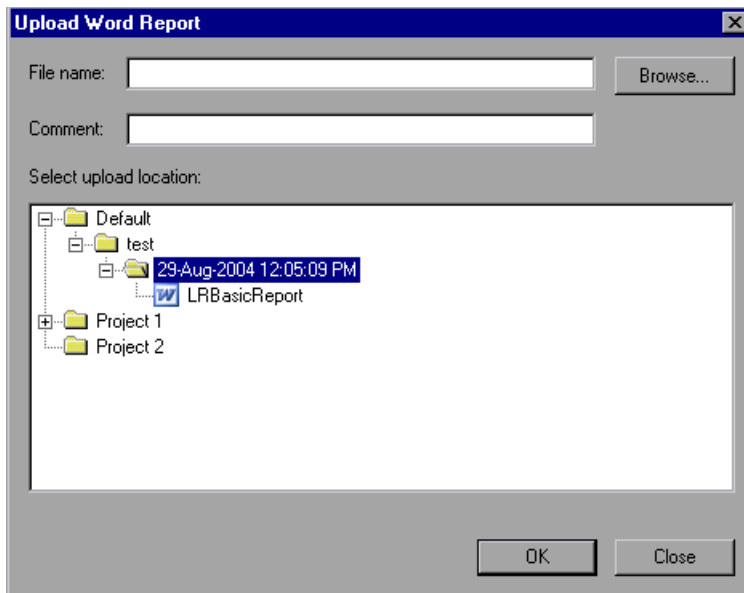 Upload Word Report
File name:
Browse...
Comment:
Select upload location:
Default
test
29-Aug-2004 12:05:09 PM
LRBasicReport
Project 1
Project 2
OK
Close